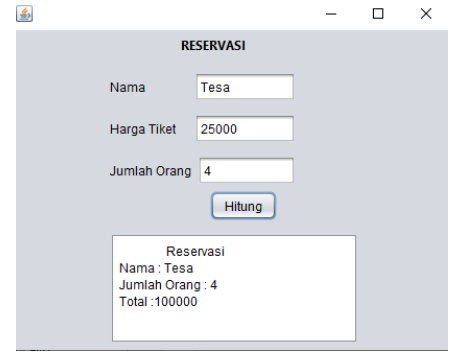 RESERVASI
Nama Tesa
Harga Tiket 25000
Jumlah Orang 4
Hitung
Reservasi
Nama : Tesa
Jumlah Orang : 4
Total :100000